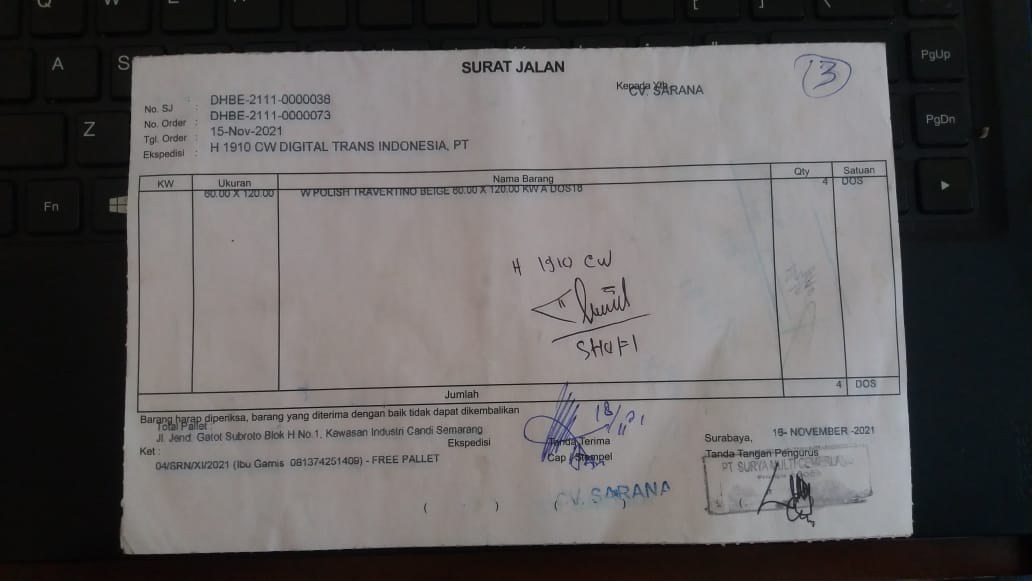 SURAT JALAN
13
Kepada Yth
CV. SARANA
No. SJ : DHBE-2111-0000038
No. Order : DHBE-2111-0000073
Tgl. Order : 15-Nov-2021
Ekspedisi : H 1910 CW DIGITAL TRANS INDONESIA, PT
KW Ukuran Nama Barang Qty Satuan
60.00 X 120.00 W POLISH TRAVERTINO BEIGE 60.00 X 120.00 KW A DOS18 4 DOS
H 1910 CW
SHOFI
Jumlah 4 DOS
Barang harap diperiksa, barang yang diterima dengan baik tidak dapat dikembalikan
Total Pallet :
Jl. Jend. Gatot Subroto Blok H No.1, Kawasan Industri Candi Semarang
Ket :
04/SRN/XI/2021 (Ibu Garnis 081374251409) - FREE PALLET
Ekspedisi
( )
18/11 21
Tanda Terima
Cap / Stempel
CV. SARANA
( )
Surabaya, 16- NOVEMBER -2021
Tanda Tangan Pengurus
PT SURYA MULTI CEMERLANG
A
S
Z
Fn
PgUp
PgDn
Q
W
E